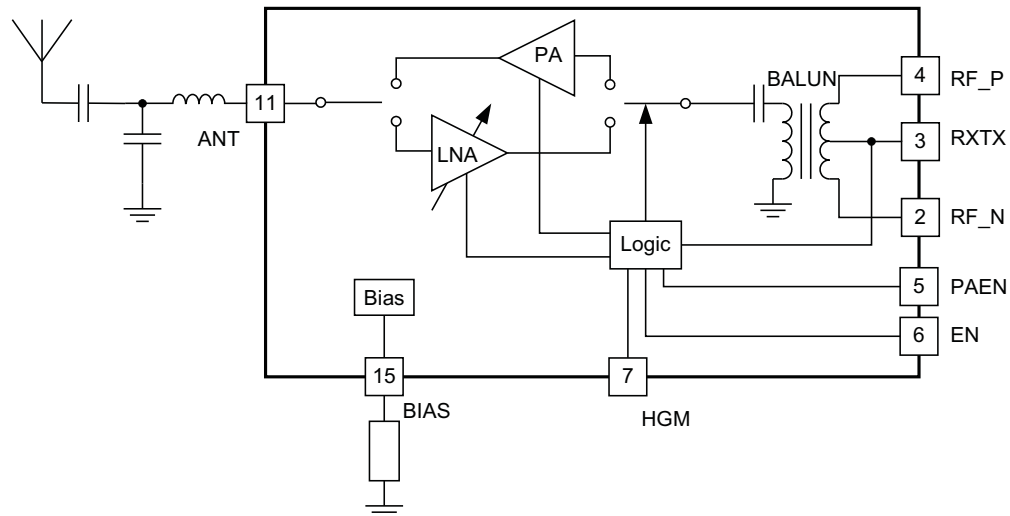 PA
BALUN
4
RF_P
11
ANT
LNA
3
RXTX
2
RF_N
Logic
5
PAEN
Bias
6
EN
15
BIAS
7
HGM